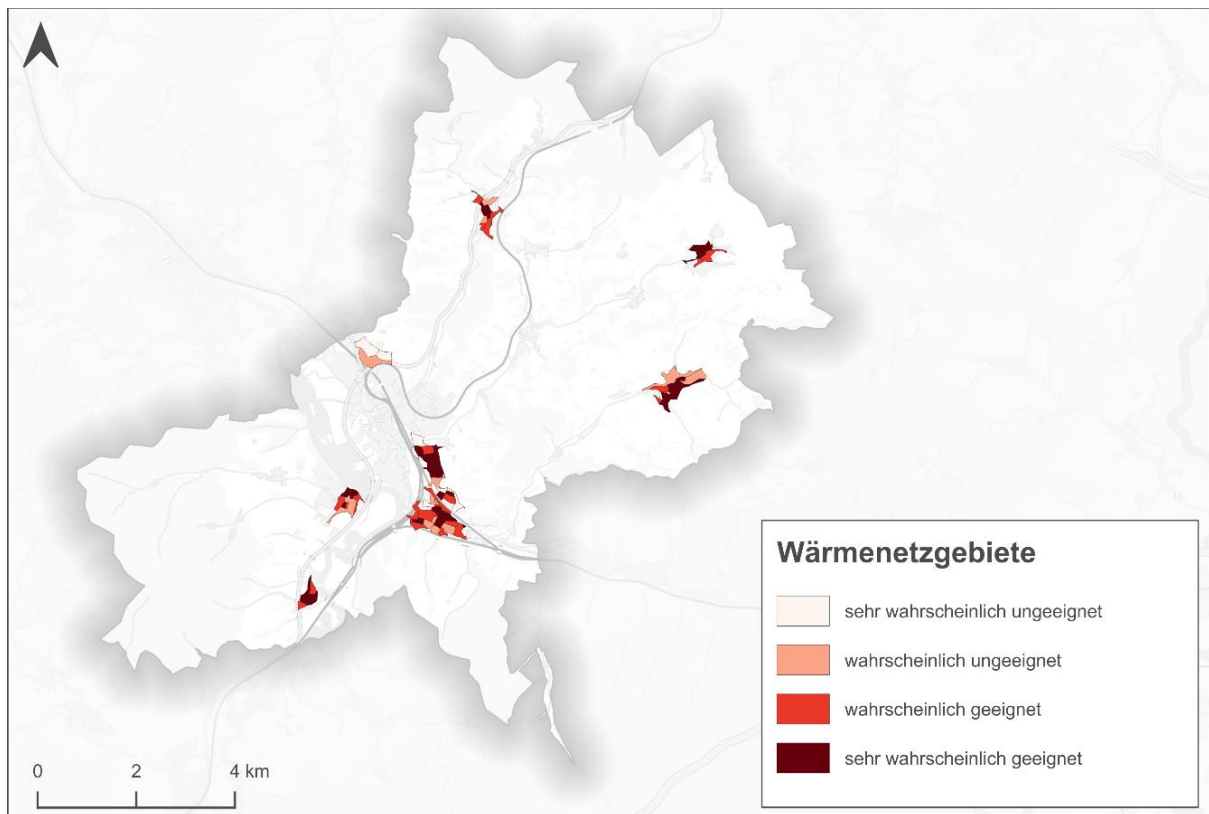 Wärmenetzgebiete
sehr wahrscheinlich ungeeignet
wahrscheinlich ungeeignet
wahrscheinlich geeignet
sehr wahrscheinlich geeignet
0 2 4 km